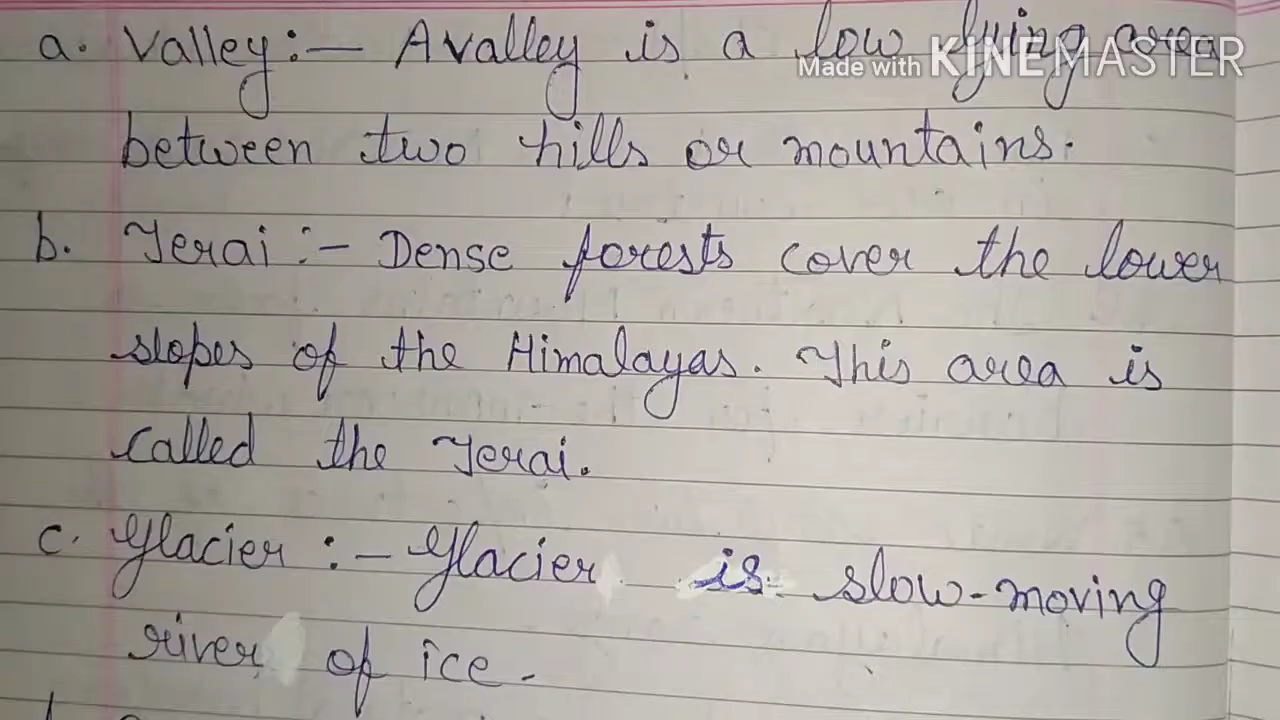 a. Valley :- A valley is a low lying area
Made with KINEMASTER
between two hills or mountains.
b. Terai :- Dense forests cover the lower
slopes of the Himalayas. This area is
called the Terai.
c. Glacier :- Glacier is slow-moving
river of ice.